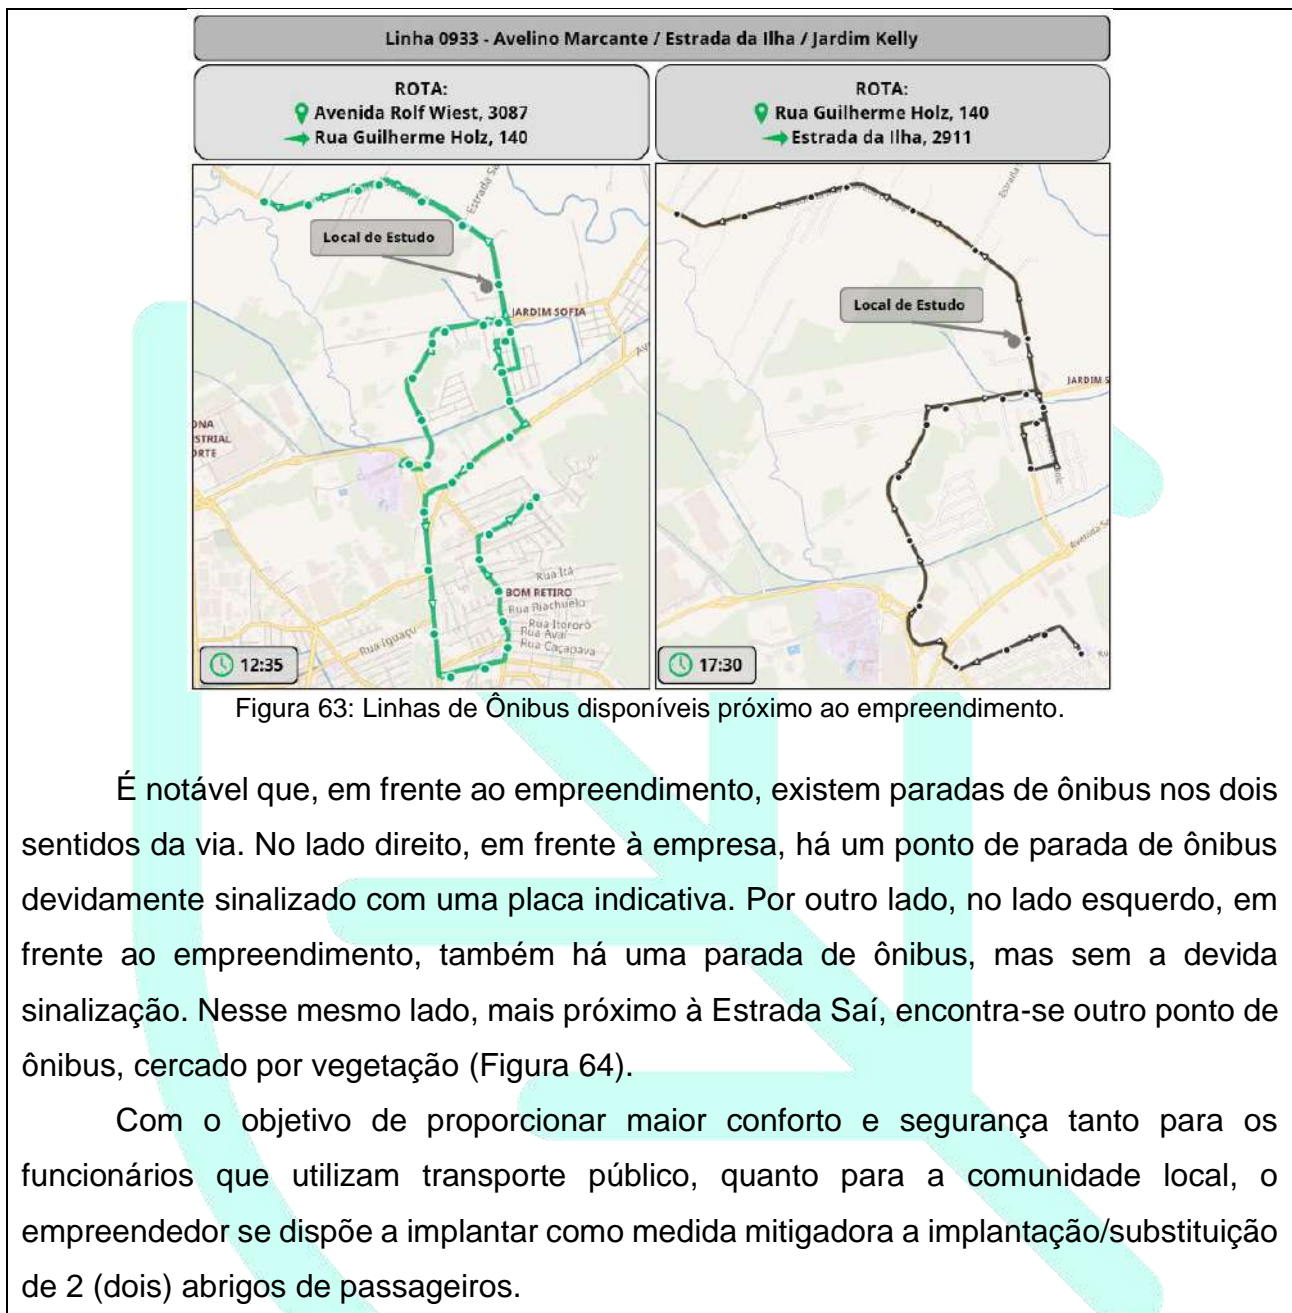 Linha 0933 - Avelino Marcante / Estrada da Ilha / Jardim Kelly
ROTA:
Avenida Rolf Wiest, 3087
Rua Guilherme Holz, 140
ROTA:
Rua Guilherme Holz, 140
Estrada da Ilha, 2911
Local de Estudo
JARDIM SOFIA
Rua Itá
BOM RETIRO
Rua Riachuelo
Rua Itororó
Rua Avaí
Rua Caçapava
Rua Iguaçu
12:35
Local de Estudo
JARDIM S
17:30
Figura 63: Linhas de Ônibus disponíveis próximo ao empreendimento.
É notável que, em frente ao empreendimento, existem paradas de ônibus nos dois
sentidos da via. No lado direito, em frente à empresa, há um ponto de parada de ônibus
devidamente sinalizado com uma placa indicativa. Por outro lado, no lado esquerdo, em
frente ao empreendimento, também há uma parada de ônibus, mas sem a devida
sinalização. Nesse mesmo lado, mais próximo à Estrada Saí, encontra-se outro ponto de
ônibus, cercado por vegetação (Figura 64).
Com o objetivo de proporcionar maior conforto e segurança tanto para os
funcionários que utilizam transporte público, quanto para a comunidade local, o
empreendedor se dispõe a implantar como medida mitigadora a implantação/substituição
de 2 (dois) abrigos de passageiros.